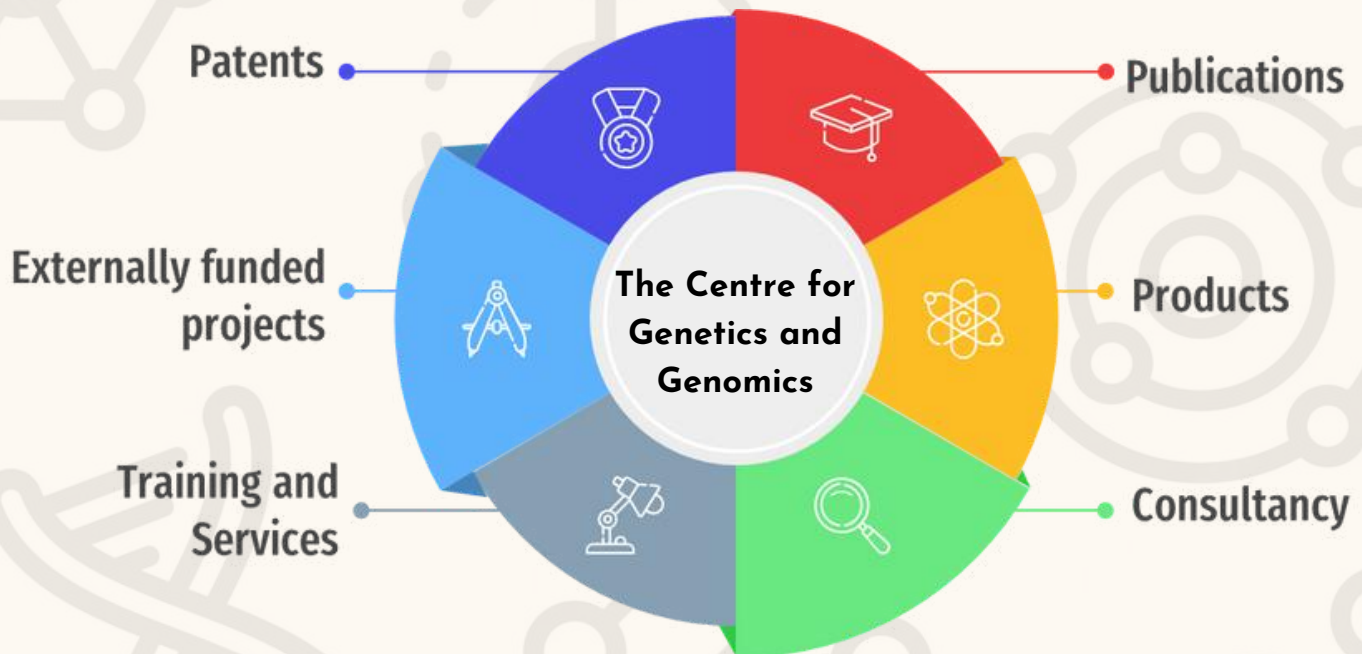 Patents
Publications
Externally funded
projects
The Centre for
Genetics and
Genomics
Products
Training and
Services
Consultancy